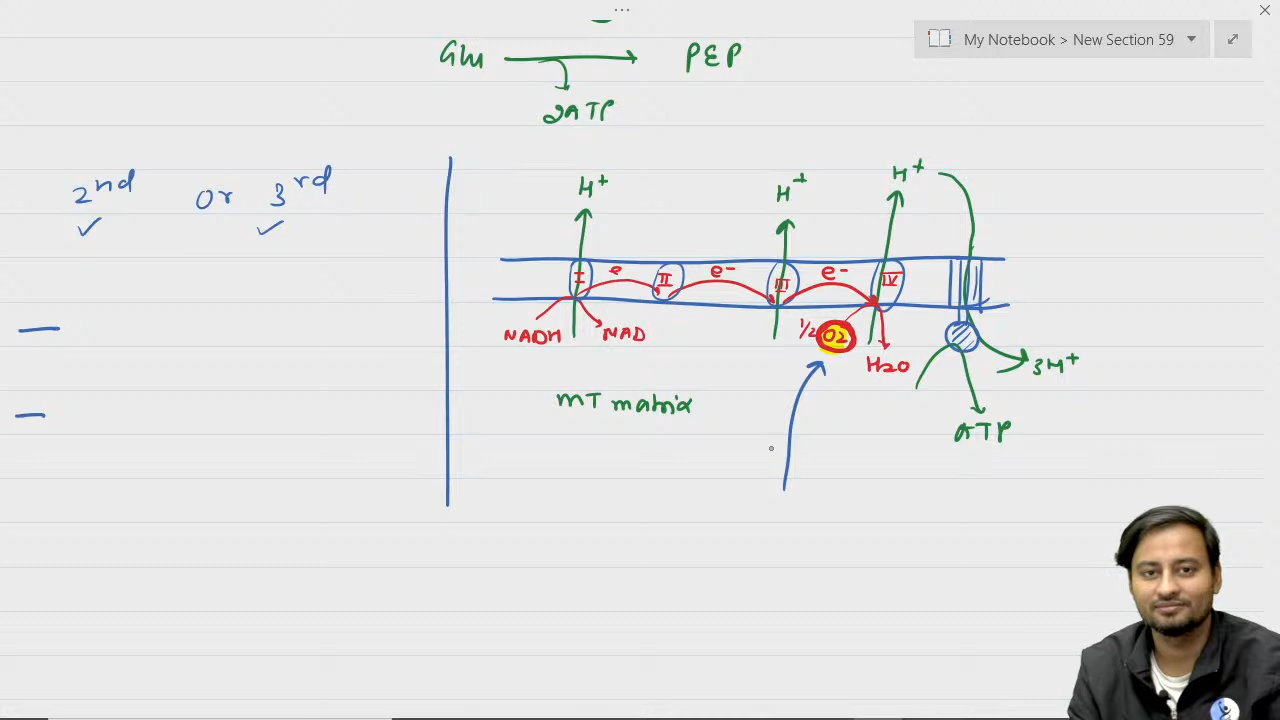 My Notebook > New Section 59
Glu → PEP
2ATP
2nd or 3rd
H+ H+ H+
I e II e- III e- IV
NADH NAD 1/2 O2 H2O
3H+
MT matrix
ATP